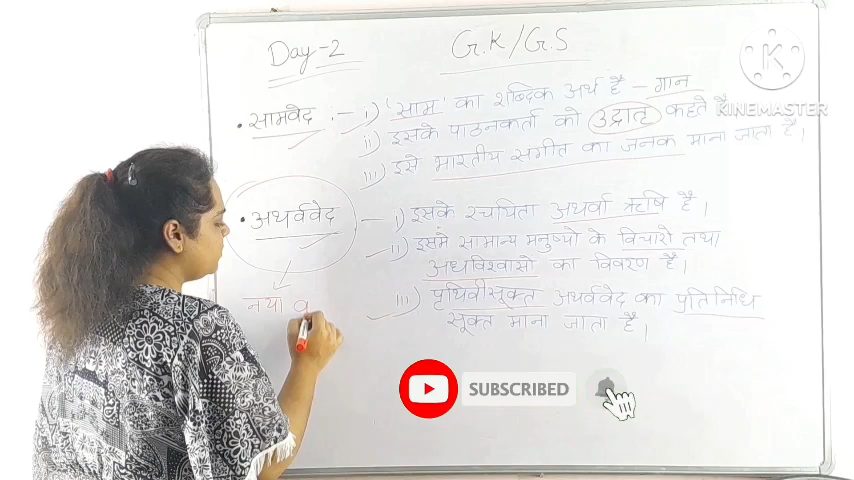 Day-2 G.K/G.S
• सामवेद :- i) 'साम' का शब्दिक अर्थ है - गान
ii) इसके पाठनकर्ता को उद्रातृ कहते है
iii) इसे भारतीय संगीत का जनक माना जाता है।
• अथर्ववेद - i) इसके रचयिता अथर्वा ऋषि है।
ii) इसमे सामान्य मनुष्यो के विचारो तथा
अंधविश्वासो का विवरण है।
iii) पृथिवीसूक्त अथर्ववेद का प्रतिनिधि
सूक्त माना जाता है।
नया
KINEMASTER
SUBSCRIBED